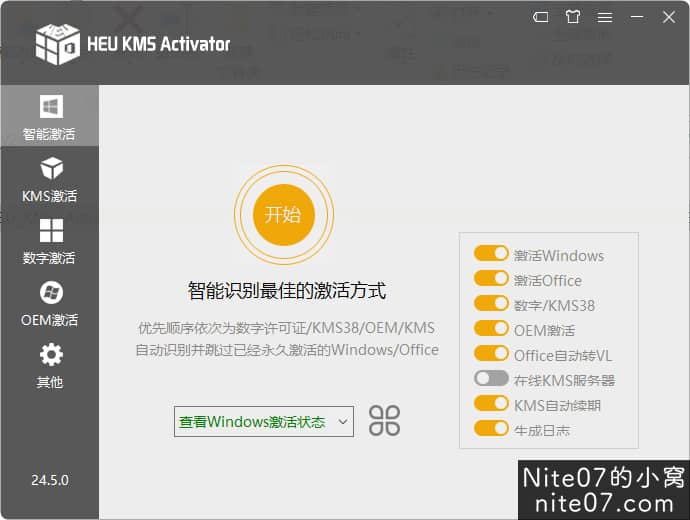 HEU KMS Activator
智能激活
KMS激活
数字激活
OEM激活
其他
24.5.0
开始
智能识别最佳的激活方式
优先顺序依次为数字许可证/KMS38/OEM/KMS
自动识别并跳过已经永久激活的Windows/Office
查看Windows激活状态
激活Windows
激活Office
数字/KMS38
OEM激活
Office自动转VL
在线KMS服务器
KMS自动续期
生成日志
Nite07的小窝
nite07.com